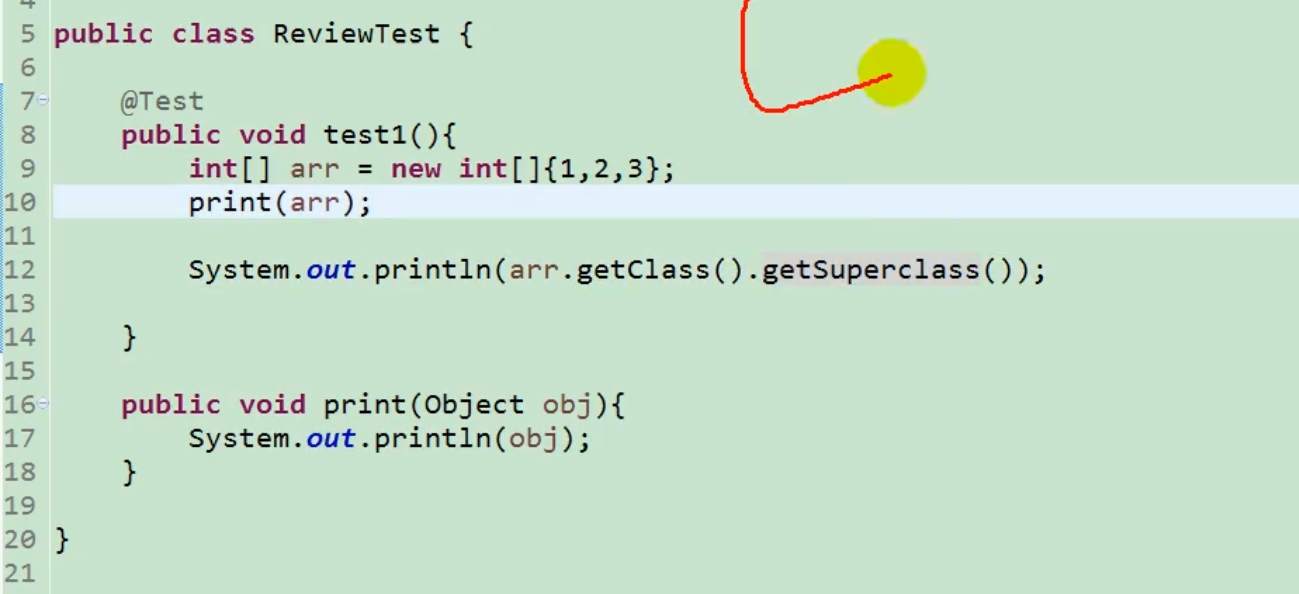 5 public class ReviewTest {
6
7 @Test
8 public void test1(){
9 int[] arr = new int[]{1,2,3};
10 print(arr);
11
12 System.out.println(arr.getClass().getSuperclass());
13
14 }
15
16 public void print(Object obj){
17 System.out.println(obj);
18 }
19
20 }
21